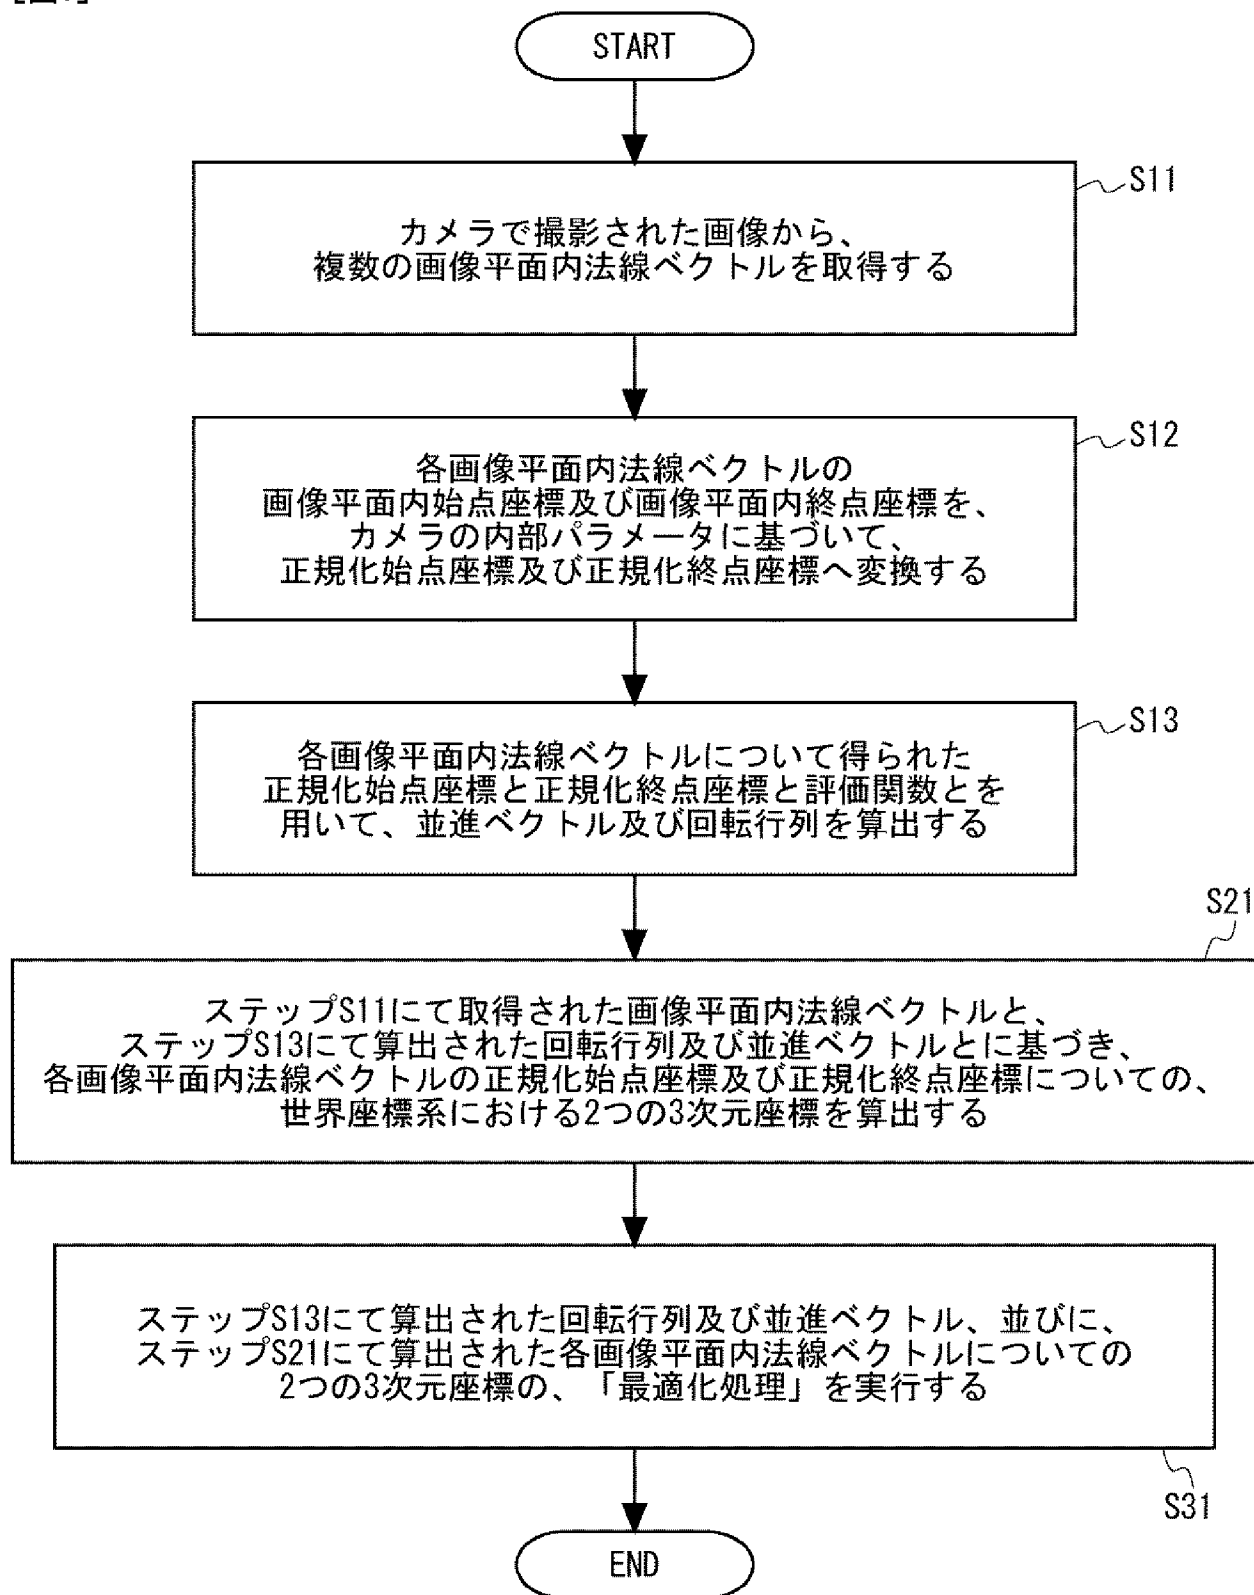 START
S11
カメラで撮影された画像から、
複数の画像平面内法線ベクトルを取得する
S12
各画像平面内法線ベクトルの
画像平面内始点座標及び画像平面内終点座標を、
カメラの内部パラメータに基づいて、
正規化始点座標及び正規化終点座標へ変換する
S13
各画像平面内法線ベクトルについて得られた
正規化始点座標と正規化終点座標と評価関数とを
用いて、並進ベクトル及び回転行列を算出する
S21
ステップS11にて取得された画像平面内法線ベクトルと、
ステップS13にて算出された回転行列及び並進ベクトルとに基づき、
各画像平面内法線ベクトルの正規化始点座標及び正規化終点座標についての、
世界座標系における2つの3次元座標を算出する
ステップS13にて算出された回転行列及び並進ベクトル、並びに、
ステップS21にて算出された各画像平面内法線ベクトルについての
2つの3次元座標の、「最適化処理」を実行する
S31
END